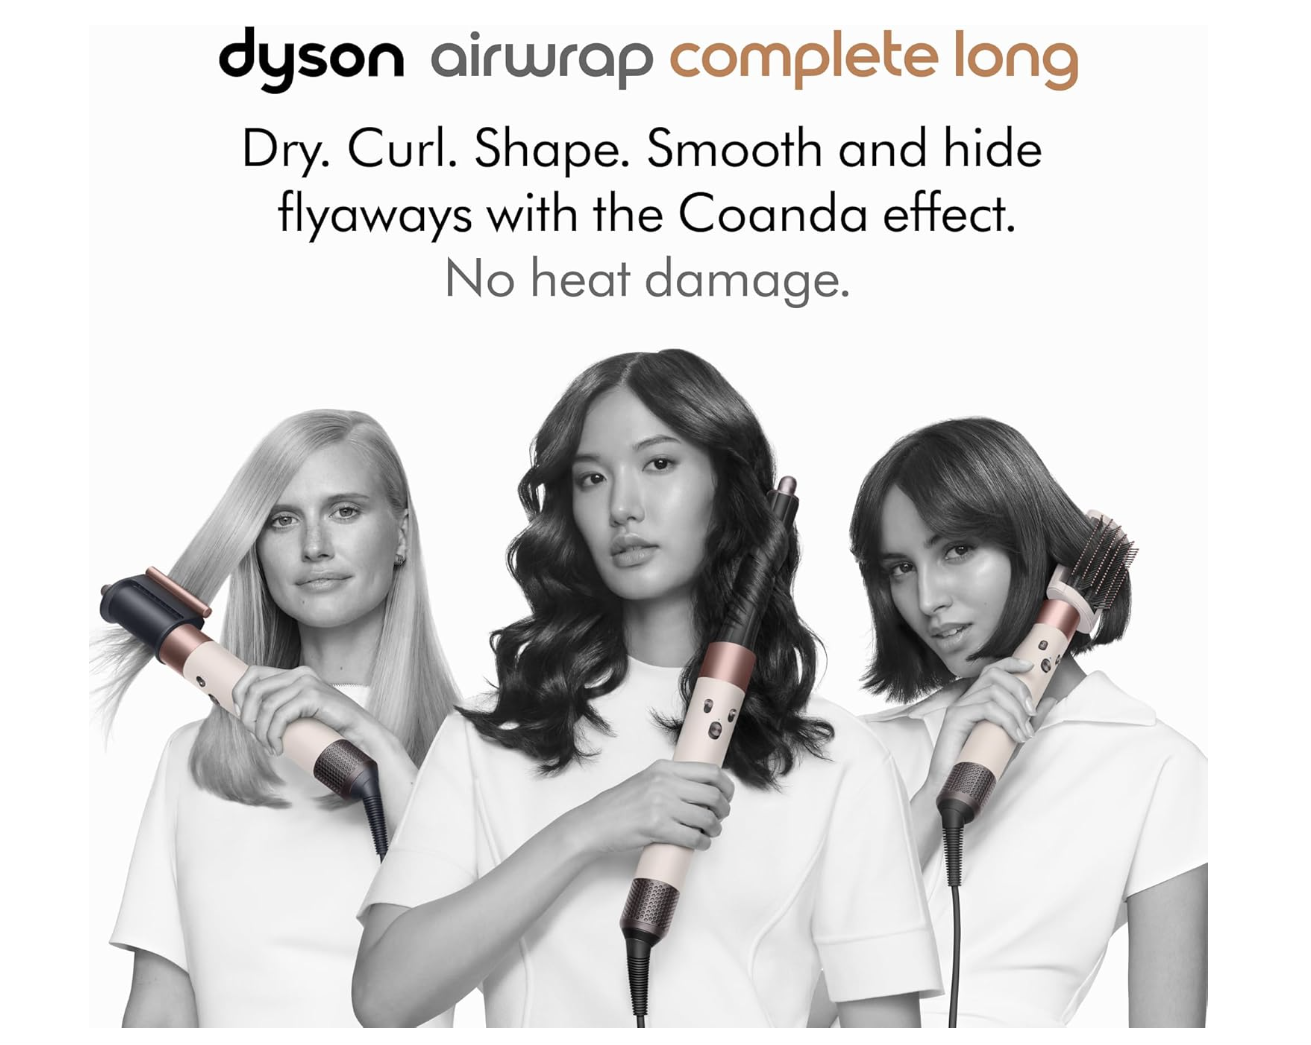 dyson airwrap complete long
Dry. Curl. Shape. Smooth and hide
flyaways with the Coanda effect.
No heat damage.